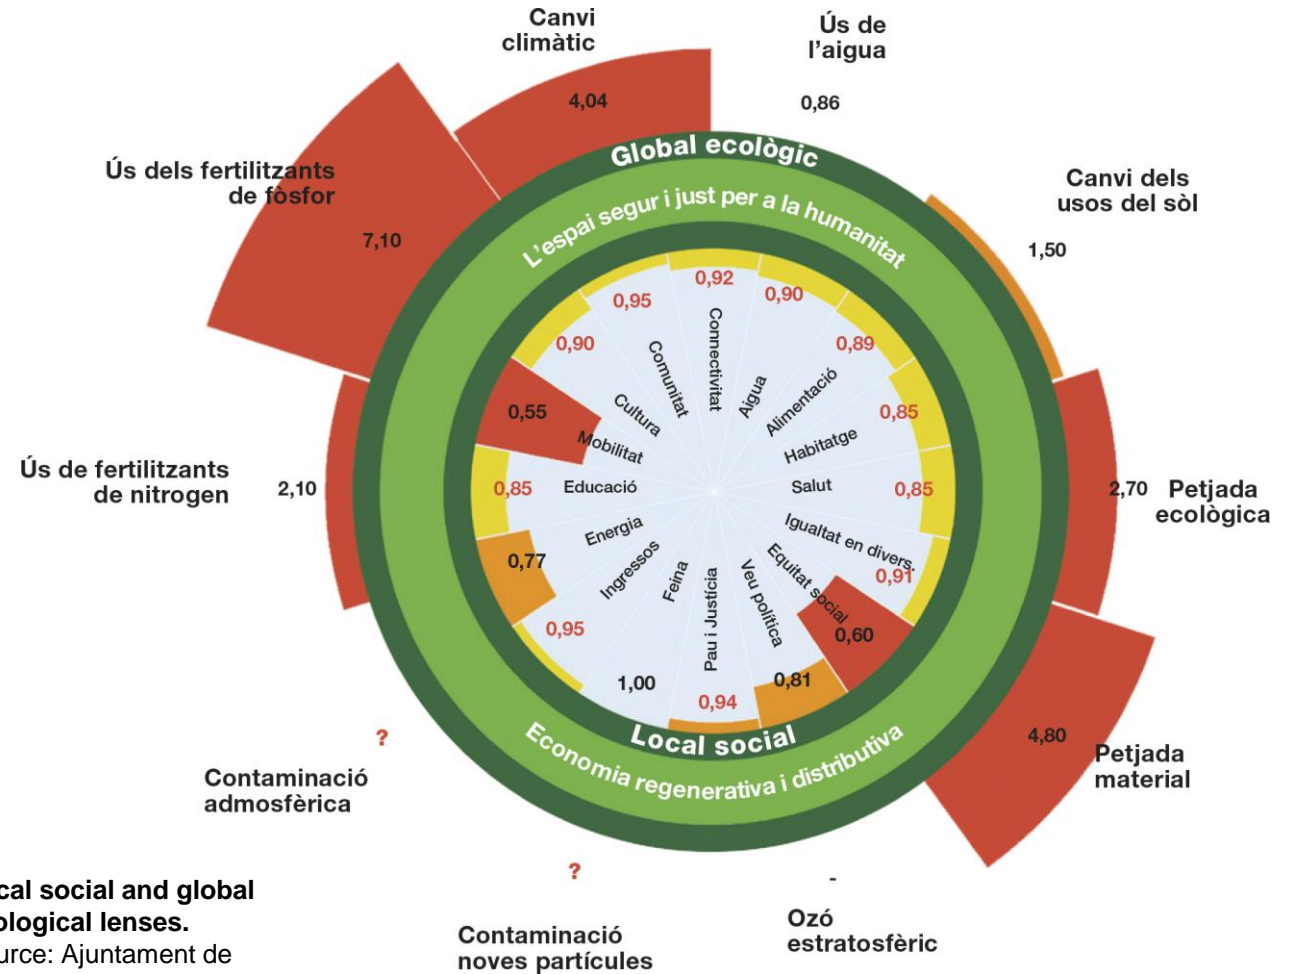 Canvi
climàtic
4,04
Ús de
l'aigua
0,86
Canvi dels
usos del sòl
1,50
2,70
Petjada
ecològica
4,80
Petjada
material
-
Ozó
estratosfèric
?
Contaminació
noves partícules
?
Contaminació
admosfèrica
Ús de fertilitzants
de nitrogen
2,10
Ús dels fertilitzants
de fòsfor
7,10
Global ecològic
L'espai segur i just per a la humanitat
0,92
Connectivitat
0,90
Aigua
0,89
Alimentació
0,85
Habitatge
0,85
Salut
0,91
Igualtat en divers.
0,60
Equitat social
0,81
Veu política
0,94
Pau i Justícia
1,00
Feina
0,95
Ingressos
0,77
Energia
0,85
Educació
0,55
Mobilitat
0,90
Cultura
0,95
Comunitat
Local social
Economia regenerativa i distributiva
cal social and global
ological lenses.
urce: Ajuntament de